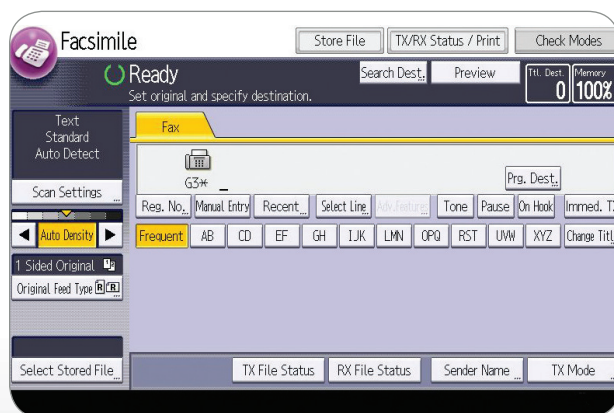 Facsimile
Store File
TX/RX Status / Print
Check Modes
Ready
Search Dest.
Preview
Ttl. Dest.
0
Memory
100%
Set original and specify destination.
Text
Standard
Auto Detect
Scan Settings
Auto Density
1 Sided Original
Original Feed Type
Select Stored File
Fax
G3* _
Prg. Dest.
Reg. No. Manual Entry Recent Select Line Adv.Features Tone Pause On Hook Immed. T
Frequent AB CD EF GH IJK LMN OPQ RST UVW XYZ Change Titl
TX File Status RX File Status Sender Name TX Mode